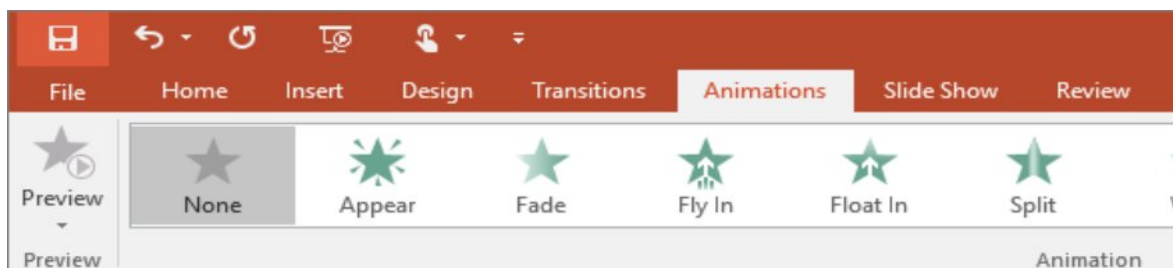 File Home Insert Design Transitions Animations Slide Show Review
Preview None Appear Fade Fly In Float In Split
Preview Animation